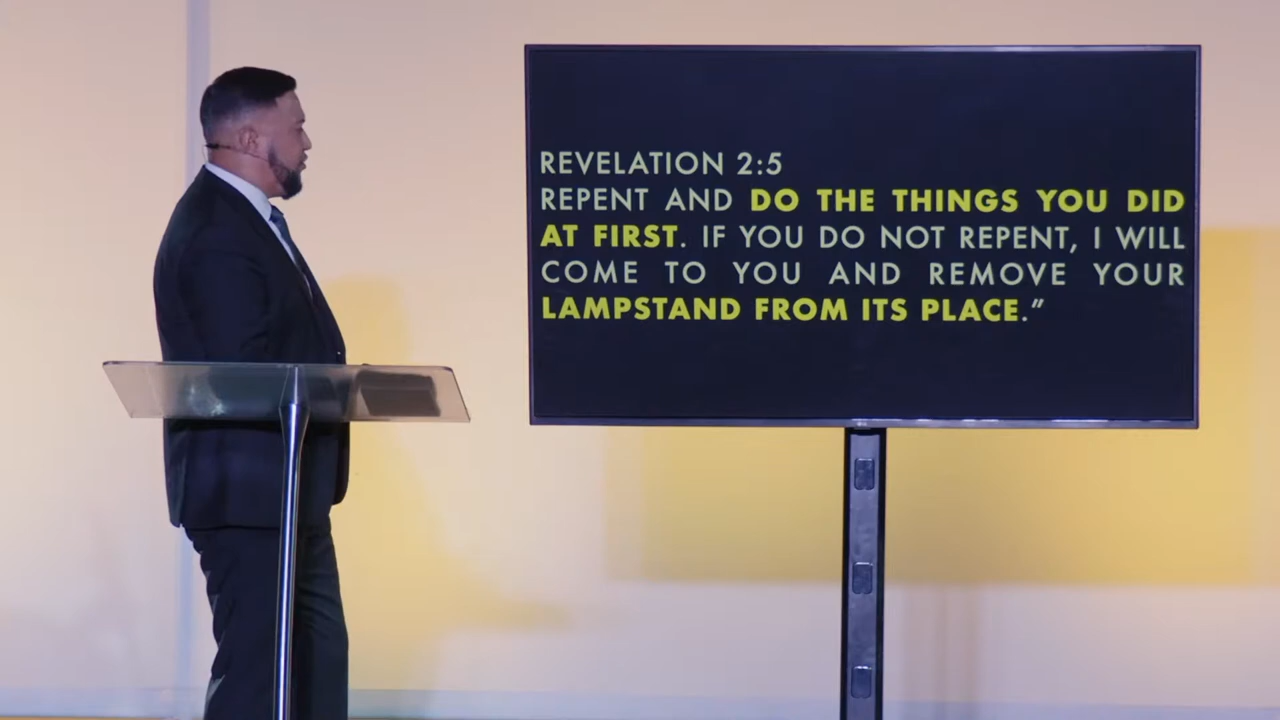 REVELATION 2:5
REPENT AND DO THE THINGS YOU DID
AT FIRST. IF YOU DO NOT REPENT, I WILL
COME TO YOU AND REMOVE YOUR
LAMPSTAND FROM ITS PLACE.”